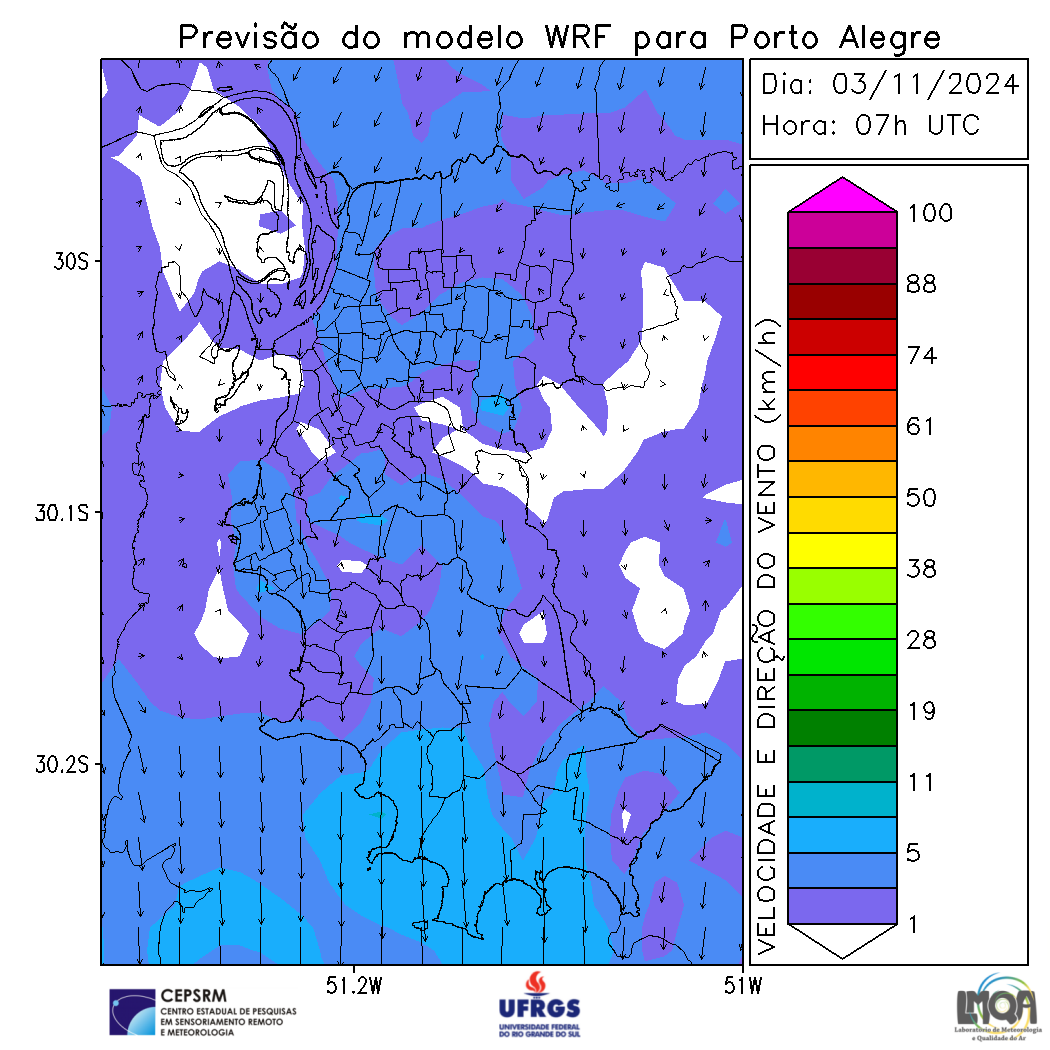 Previsão do modelo WRF para Porto Alegre
Dia: 03/11/2024
Hora: 07h UTC
30S
30.1S
30.2S
51.2W
51W
VELOCIDADE E DIREÇÃO DO VENTO (km/h)
100
88
74
61
50
38
28
19
11
5
1
CEPSRM
CENTRO ESTADUAL DE PESQUISAS
EM SENSORIAMENTO REMOTO
E METEOROLOGIA
UFRGS
UNIVERSIDADE FEDERAL
DO RIO GRANDE DO SUL
LMQA
Laboratório de Meteorologia
e Qualidade do Ar